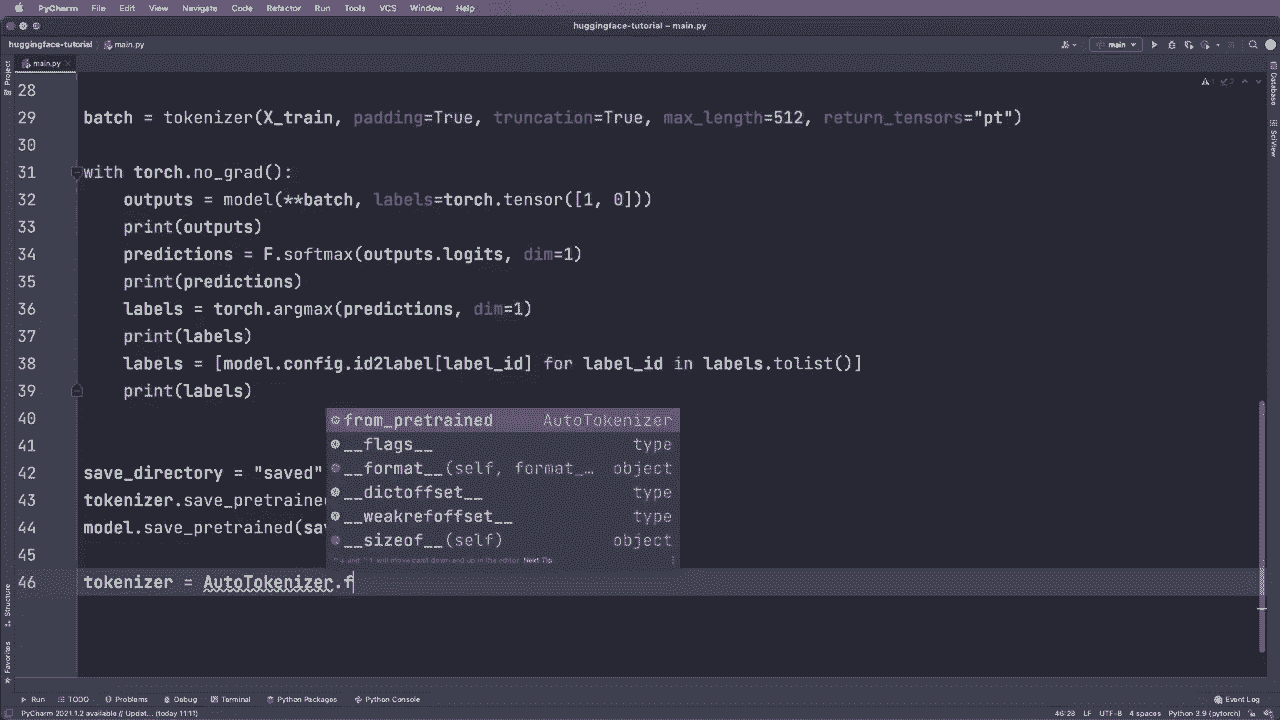 PyCharm File Edit View Navigate Code Refactor Run Tools VCS Window Help
huggingface-tutorial – main.py
huggingface-tutorial main.py
main
main.py
Project
Database
SciView
28
29 batch = tokenizer(X_train, padding=True, truncation=True, max_length=512, return_tensors="pt")
30
31 with torch.no_grad():
32 outputs = model(**batch, labels=torch.tensor([1, 0]))
33 print(outputs)
34 predictions = F.softmax(outputs.logits, dim=1)
35 print(predictions)
36 labels = torch.argmax(predictions, dim=1)
37 print(labels)
38 labels = [model.config.id2label[label_id] for label_id in labels.tolist()]
39 print(labels)
40
from_pretrained AutoTokenizer
41
__flags__ type
__format__(self, format_… object
42 save_directory = "saved"
__dictoffset__ type
43 tokenizer.save_pretraine
__weakrefoffset__ type
44 model.save_pretrained(sa
__sizeof__(self) object
45
will move caret down and up in the editor Next Tip
46 tokenizer = AutoTokenizer.f
Structure
Favorites
Run TODO Problems Debug Terminal Python Packages Python Console Event Log
PyCharm 2021.1.2 available // Updat... (today 11:11) 46:28 LF UTF-8 4 spaces Python 3.9 (pytorch)